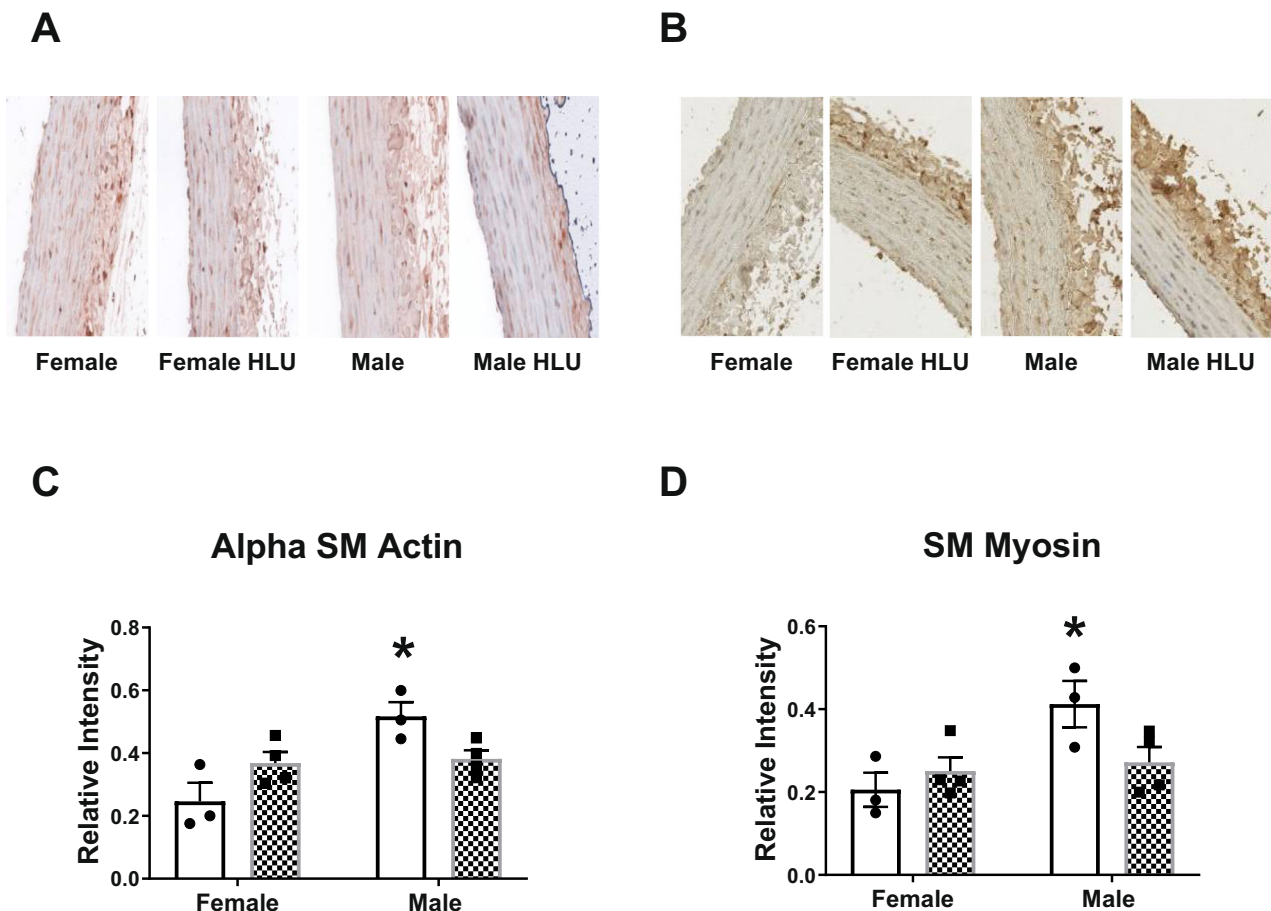 A
B
Female
Female HLU
Male
Male HLU
Female
Female HLU
Male
Male HLU
C
D
Alpha SM Actin
SM Myosin
Relative Intensity
0.8
0.6
0.4
0.2
0.0
*
Female
Male
Relative Intensity
0.6
0.4
0.2
0.0
*
Female
Male